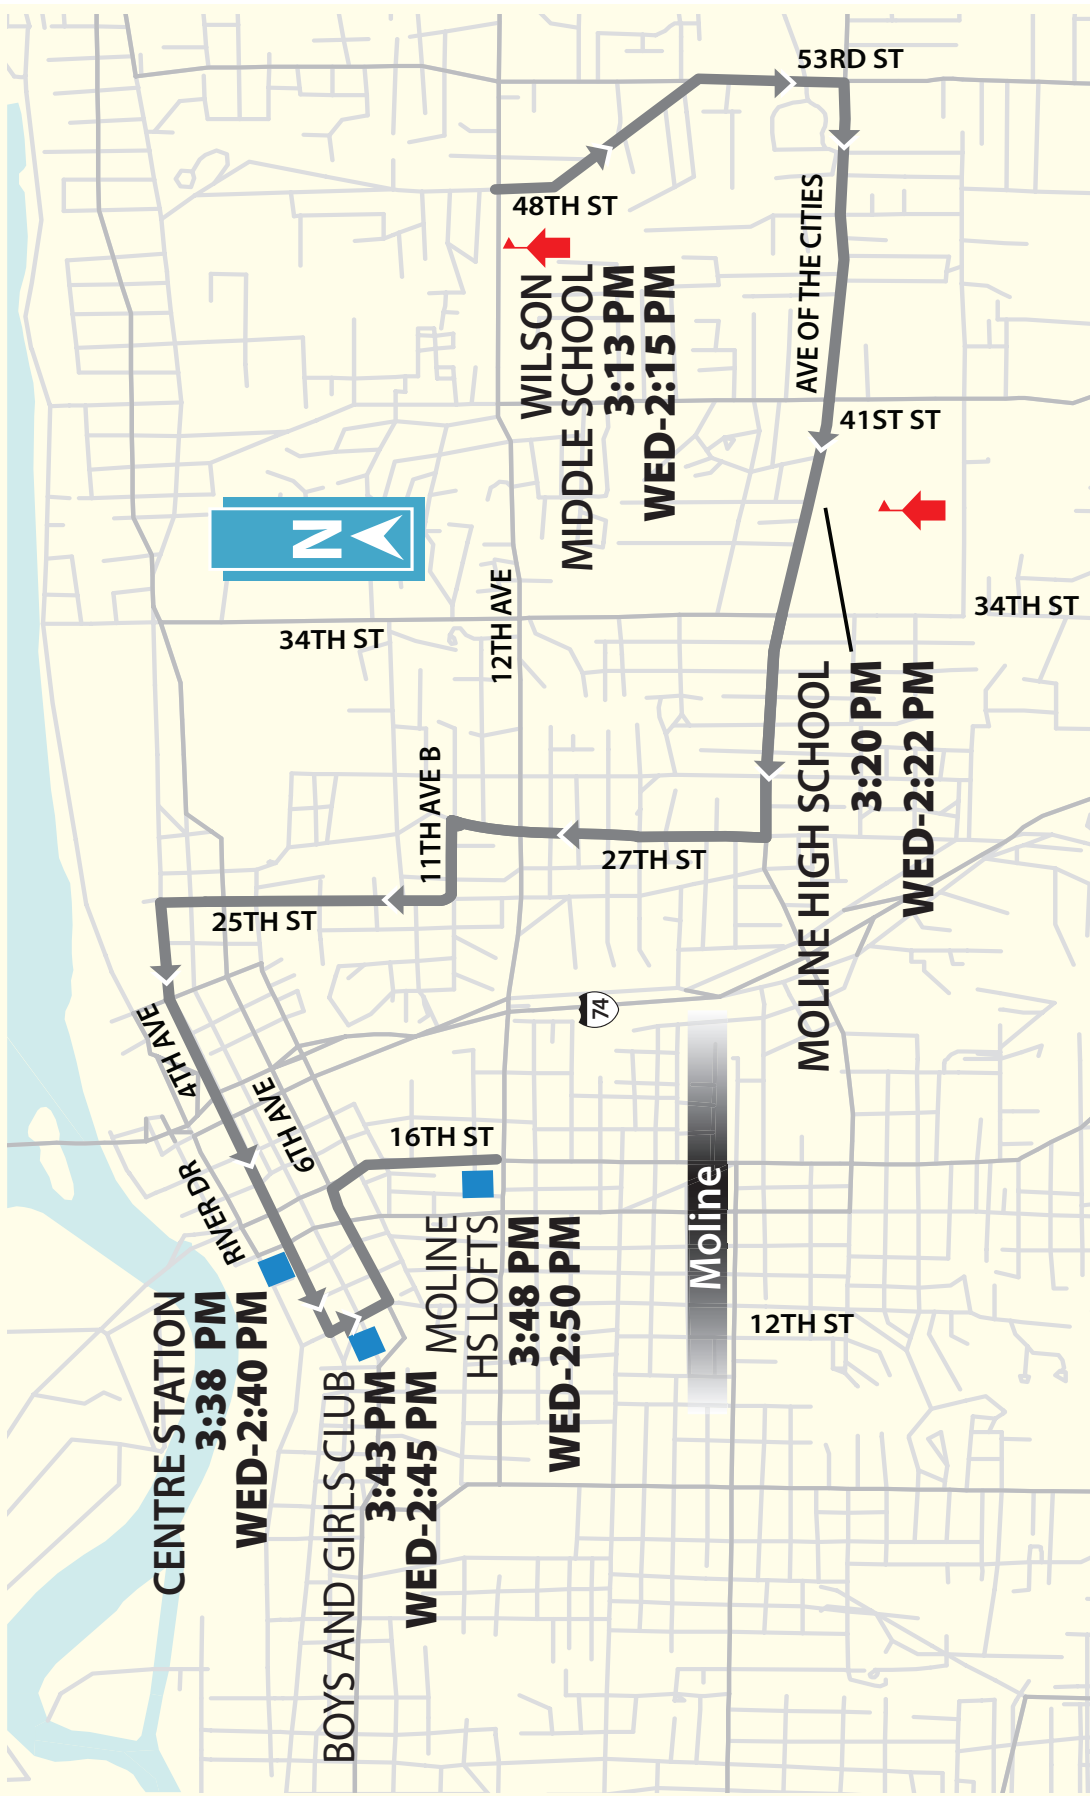 53RD ST
48TH ST
AVE OF THE CITIES
WILSON
MIDDLE SCHOOL
3:13 PM
WED-2:15 PM
41ST ST
N
34TH ST
12TH AVE
34TH ST
MOLINE HIGH SCHOOL
3:20 PM
WED-2:22 PM
11TH AVE B
27TH ST
25TH ST
74
4TH AVE
6TH AVE
16TH ST
RIVER DR
Moline
MOLINE
HS LOFTS
3:48 PM
WED-2:50 PM
12TH ST
CENTRE STATION
3:38 PM
WED-2:40 PM
BOYS AND GIRLS CLUB
3:43 PM
WED-2:45 PM